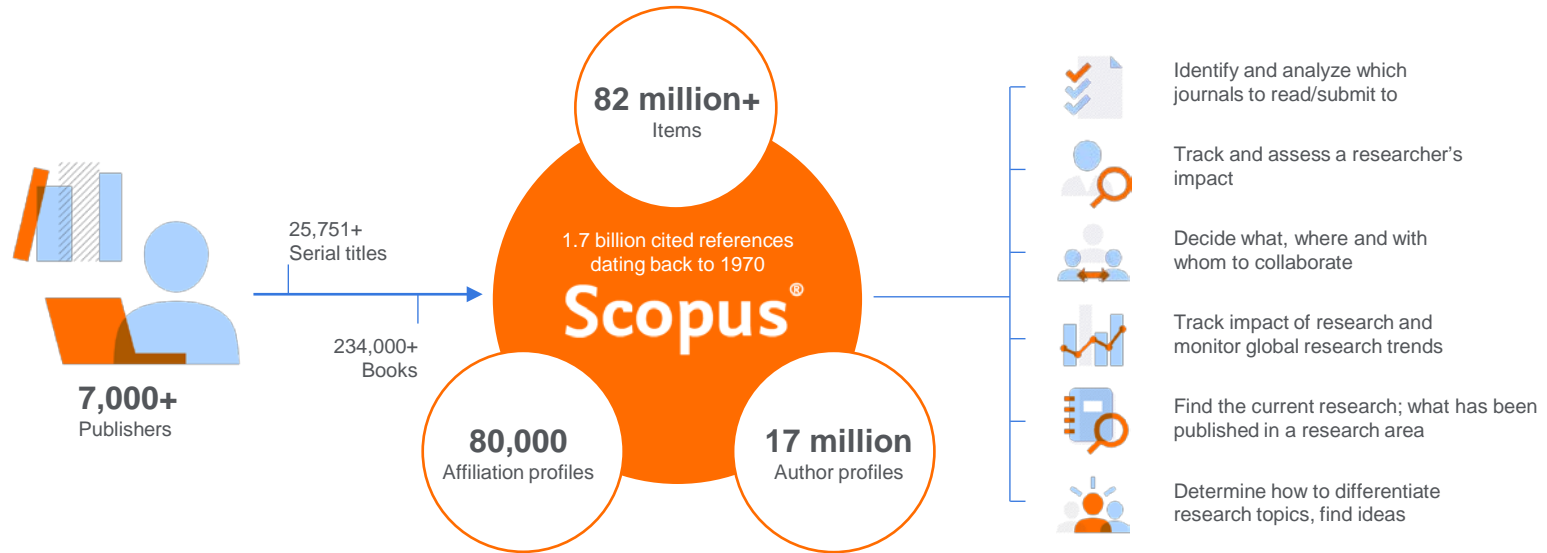 7,000+
Publishers
25,751+
Serial titles
234,000+
Books
82 million+
Items
1.7 billion cited references
dating back to 1970
Scopus®
80,000
Affiliation profiles
17 million
Author profiles
Identify and analyze which
journals to read/submit to
Track and assess a researcher’s
impact
Decide what, where and with
whom to collaborate
Track impact of research and
monitor global research trends
Find the current research; what has been
published in a research area
Determine how to differentiate
research topics, find ideas